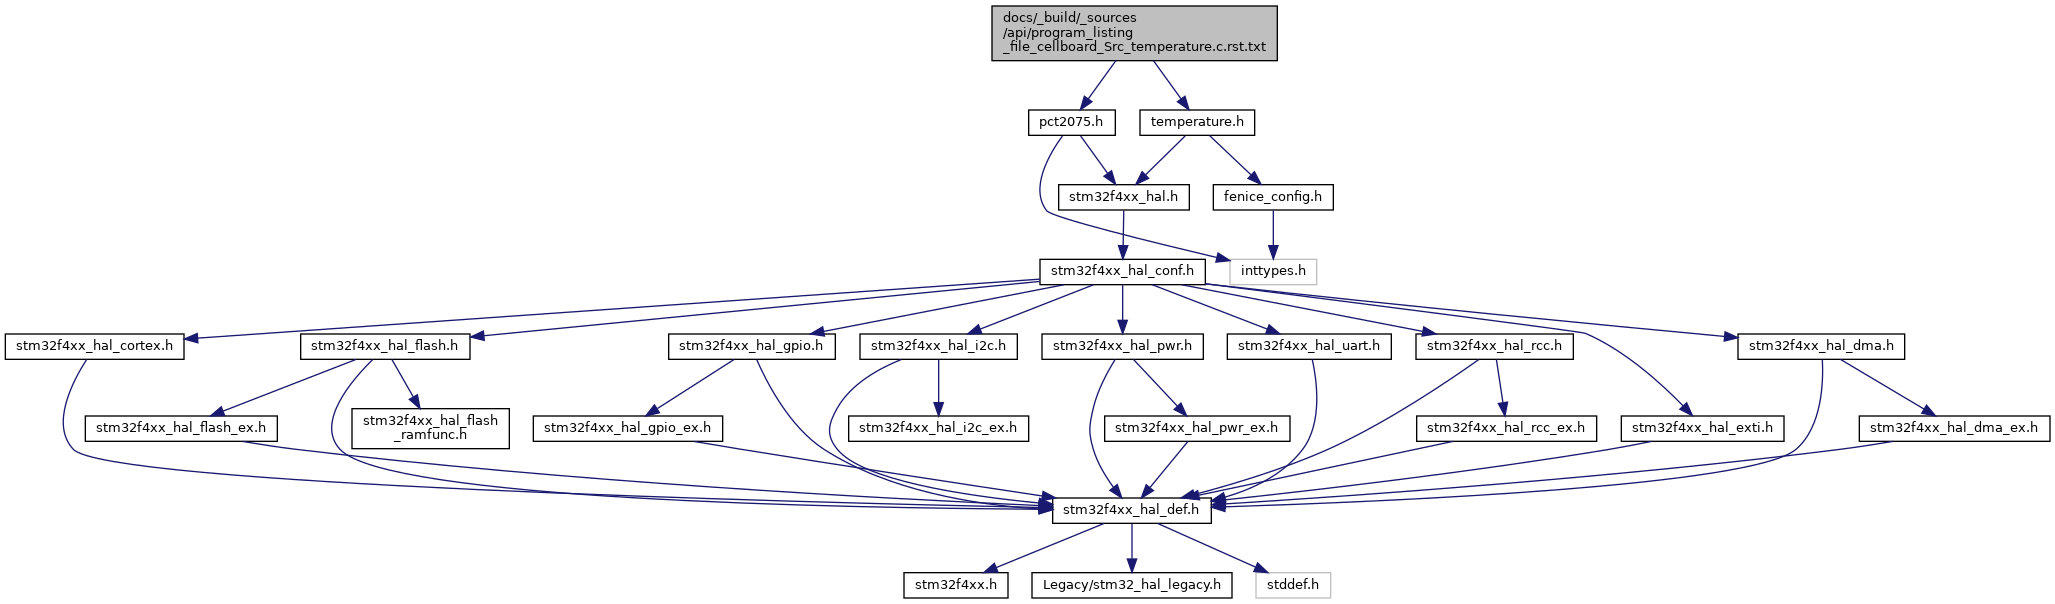 docs/_build/_sources
/api/program_listing
_file_cellboard_Src_temperature.c.rst.txt
pct2075.h
temperature.h
stm32f4xx_hal.h
fenice_config.h
stm32f4xx_hal_conf.h
inttypes.h
stm32f4xx_hal_cortex.h
stm32f4xx_hal_flash.h
stm32f4xx_hal_gpio.h
stm32f4xx_hal_i2c.h
stm32f4xx_hal_pwr.h
stm32f4xx_hal_uart.h
stm32f4xx_hal_rcc.h
stm32f4xx_hal_dma.h
stm32f4xx_hal_flash_ex.h
stm32f4xx_hal_flash
_ramfunc.h
stm32f4xx_hal_gpio_ex.h
stm32f4xx_hal_i2c_ex.h
stm32f4xx_hal_pwr_ex.h
stm32f4xx_hal_rcc_ex.h
stm32f4xx_hal_exti.h
stm32f4xx_hal_dma_ex.h
stm32f4xx_hal_def.h
stm32f4xx.h
Legacy/stm32_hal_legacy.h
stddef.h